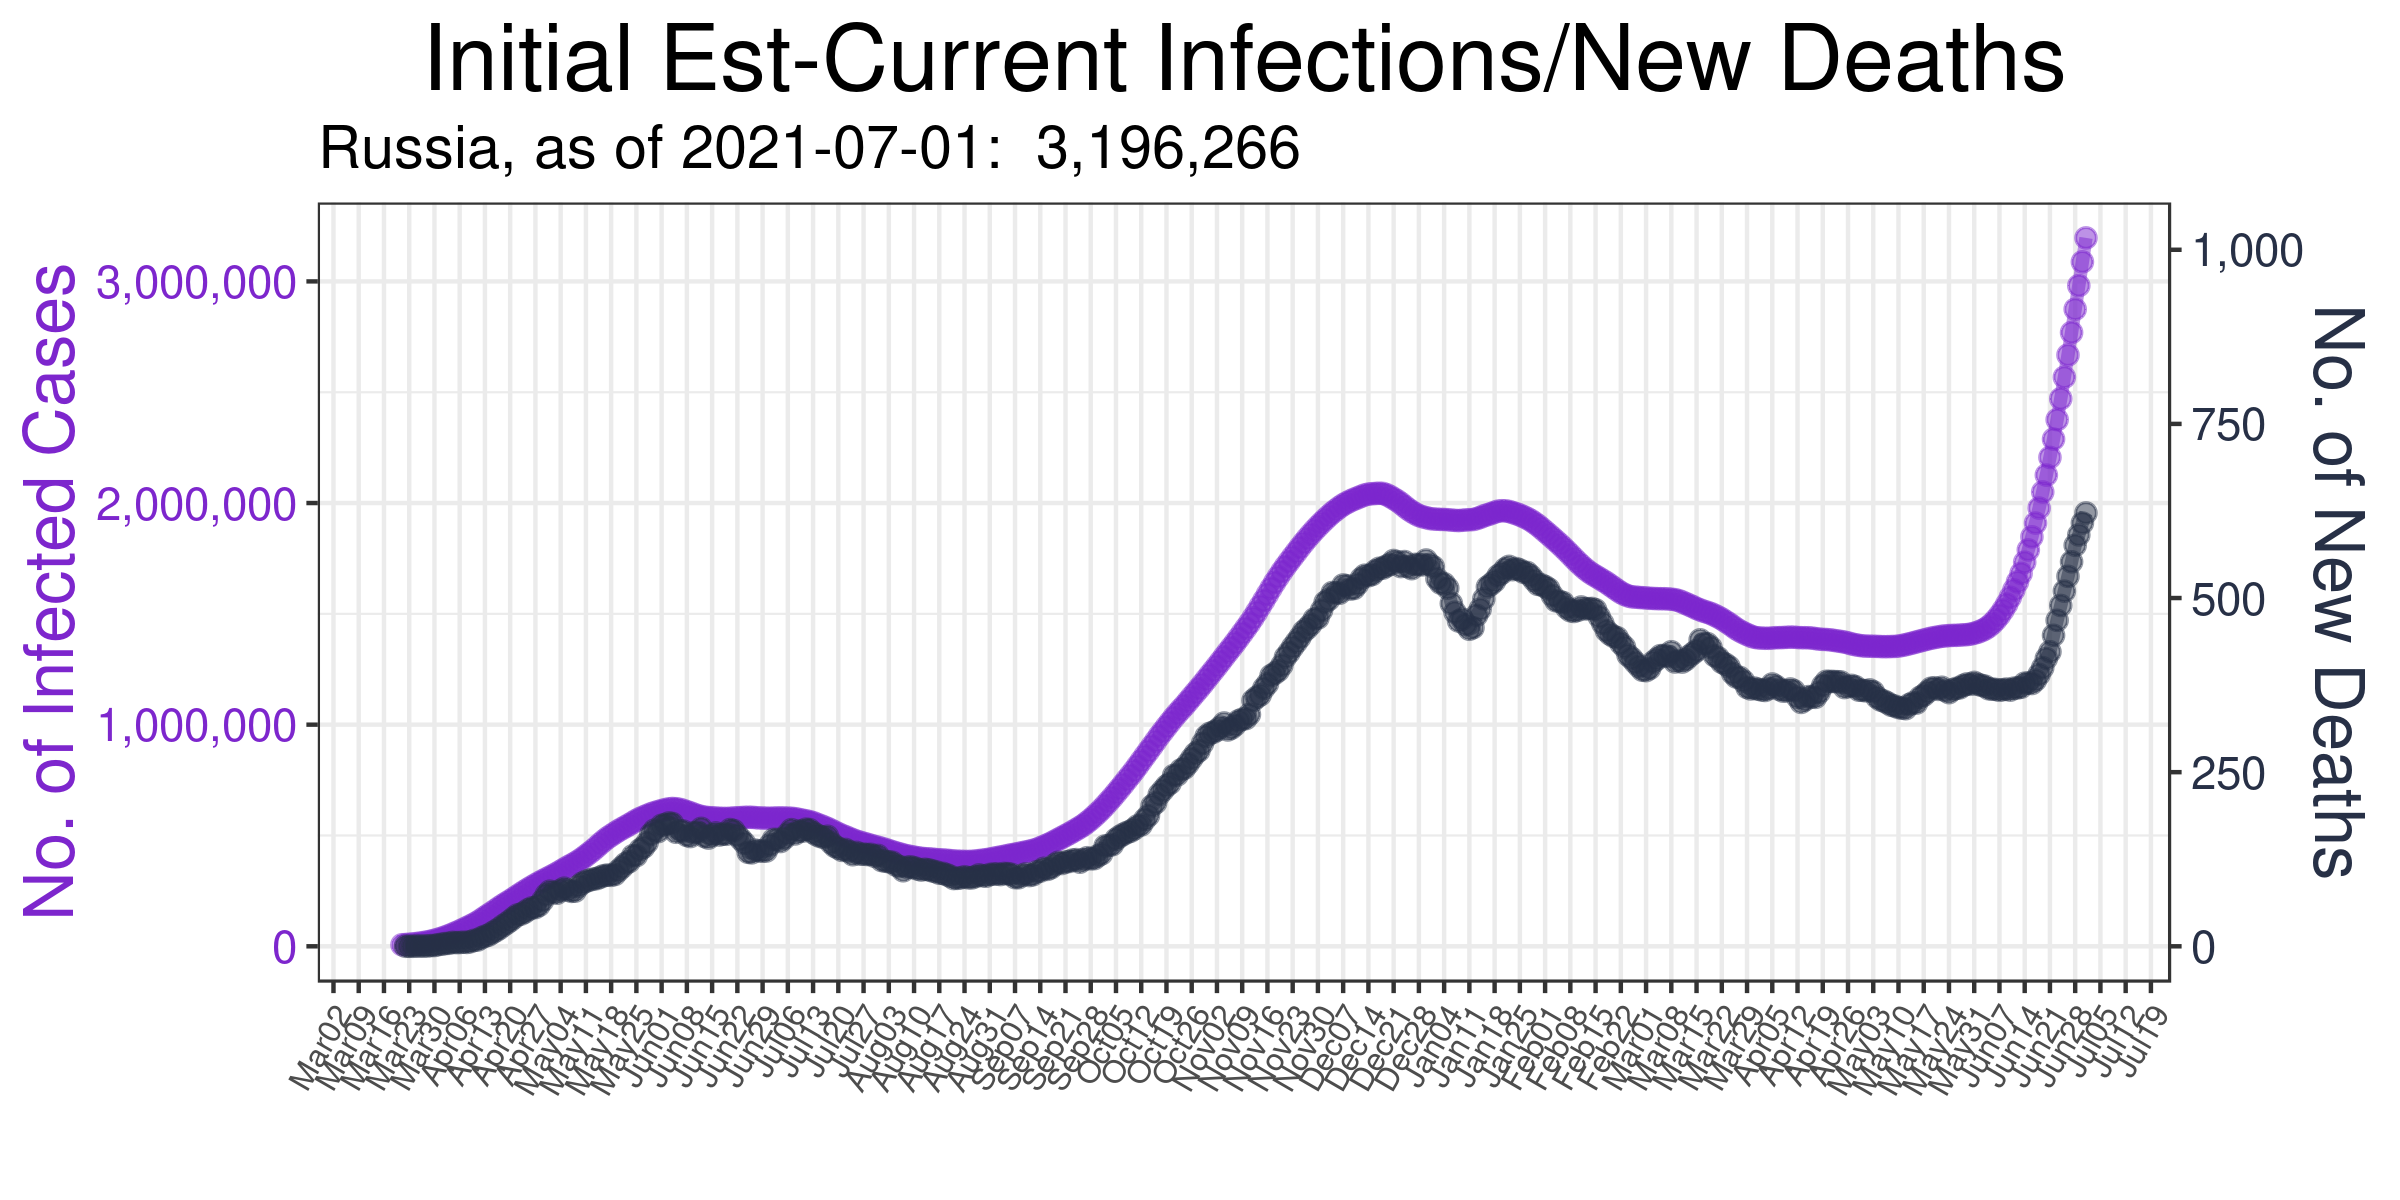 Initial Est-Current Infections/New Deaths
Russia, as of 2021-07-01:  3,196,266
No. of Infected Cases
3,000,000
2,000,000
1,000,000
0
1,000
750
500
250
0
No. of New Deaths
Mar02
Mar09
Mar16
Mar23
Mar30
Apr06
Apr13
Apr20
Apr27
May04
May11
May18
May25
Jun01
Jun08
Jun15
Jun22
Jun29
Jul06
Jul13
Jul20
Jul27
Aug03
Aug10
Aug17
Aug24
Aug31
Sep07
Sep14
Sep21
Sep28
Oct05
Oct12
Oct19
Oct26
Nov02
Nov09
Nov16
Nov23
Nov30
Dec07
Dec14
Dec21
Dec28
Jan04
Jan11
Jan18
Jan25
Feb01
Feb08
Feb15
Feb22
Mar01
Mar08
Mar15
Mar22
Mar29
Apr05
Apr12
Apr19
Apr26
May03
May10
May17
May24
May31
Jun07
Jun14
Jun21
Jun28
Jul05
Jul12
Jul19